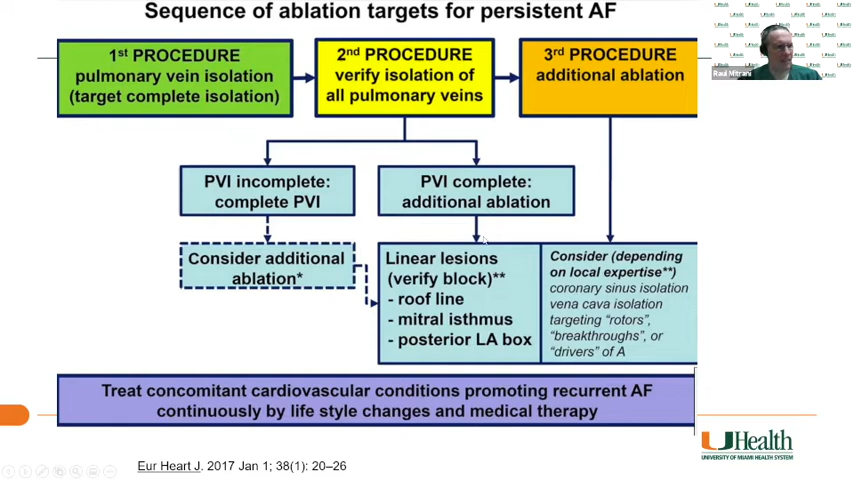 Sequence of ablation targets for persistent AF
1st PROCEDURE
pulmonary vein isolation
(target complete isolation)
2nd PROCEDURE
verify isolation of
all pulmonary veins
3rd PROCEDURE
additional ablation
PVI incomplete:
complete PVI
PVI complete:
additional ablation
Consider additional
ablation*
Linear lesions
(verify block)**
- roof line
- mitral isthmus
- posterior LA box
Consider (depending
on local expertise**)
coronary sinus isolation
vena cava isolation
targeting “rotors”,
“breakthroughs”, or
“drivers” of A
Treat concomitant cardiovascular conditions promoting recurrent AF
continuously by life style changes and medical therapy
Eur Heart J. 2017 Jan 1; 38(1): 20–26
Raul Mitrani
UHealth
UNIVERSITY OF MIAMI HEALTH SYSTEM